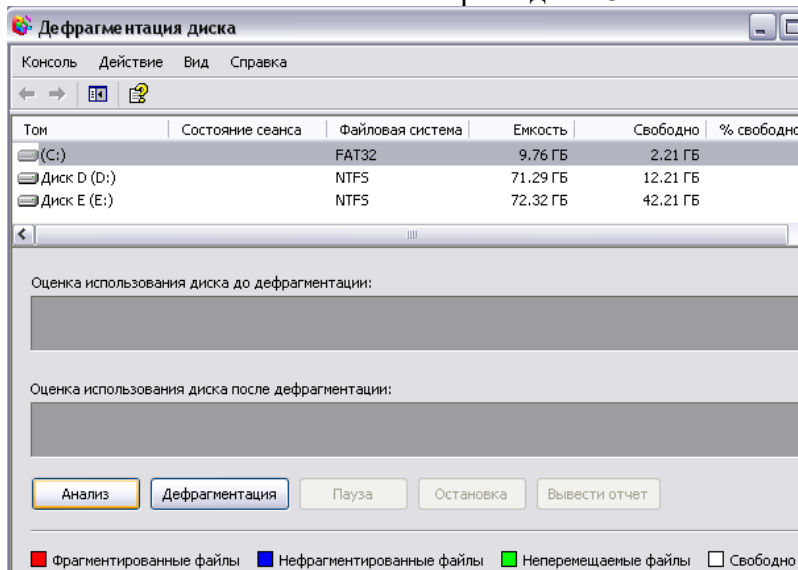 Дефрагментация диска
Консоль Действие Вид Справка
Том Состояние сеанса Файловая система Емкость Свободно % свободно
(C:) FAT32 9.76 ГБ 2.21 ГБ
Диск D (D:) NTFS 71.29 ГБ 12.21 ГБ
Диск E (E:) NTFS 72.32 ГБ 42.21 ГБ
Оценка использования диска до дефрагментации:
Оценка использования диска после дефрагментации:
Анализ Дефрагментация Пауза Остановка Вывести отчет
Фрагментированные файлы Нефрагментированные файлы Неперемещаемые файлы Свободно